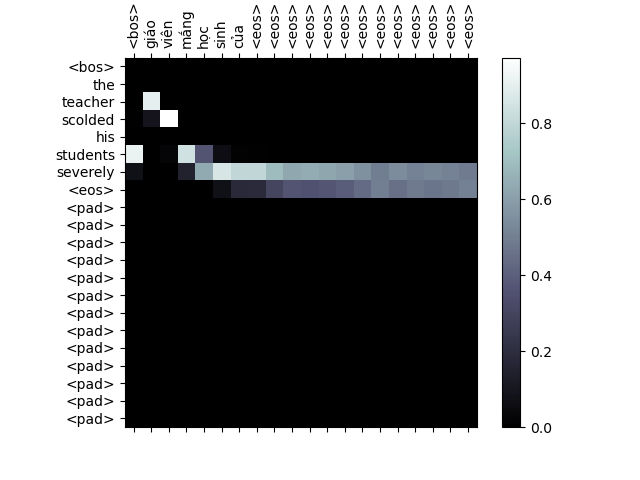 <bos> giáo viên mắng học sinh của <eos> <eos> <eos> <eos> <eos> <eos> <eos> <eos> <eos> <eos> <eos> <eos> <eos>
<bos>
the
teacher
scolded
his
students
severely
<eos>
<pad>
<pad>
<pad>
<pad>
<pad>
<pad>
<pad>
<pad>
<pad>
<pad>
<pad>
<pad>
<pad>
0.8
0.6
0.4
0.2
0.0